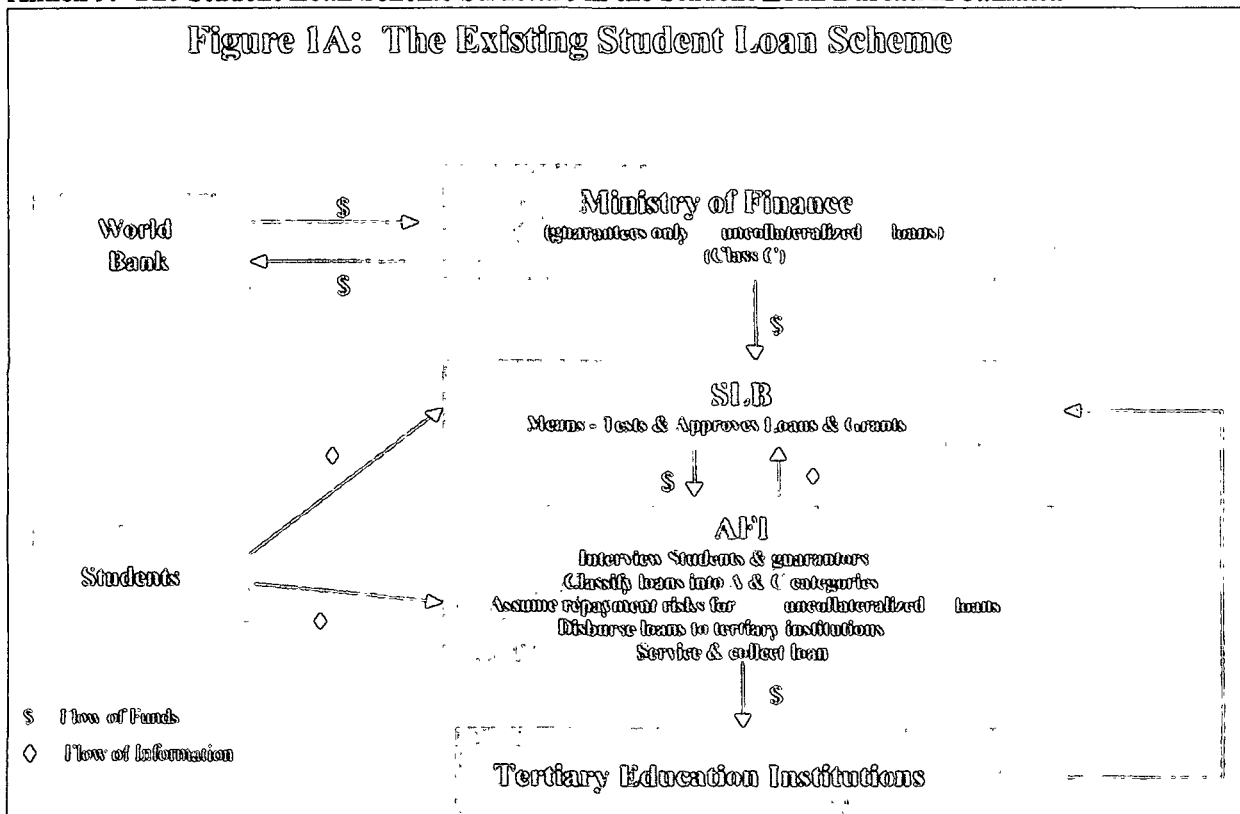 Figure 1A: The Existing Student Loan Scheme
$
World
Bank
$
Ministry of Finance
(guarantees only uncollateralized loans)
(Class C)
$
SLB
Means - Tests & Approves Loans & Grants
◊
$
◊
AFI
Interview Students & guarantors
Classify loans into A & C categories
Assume repayment risks for uncollateralized loans
Disburse loans to tertiary institutions
Service & collect loan
Students
◊
$
$ Flow of Funds
◊ Flow of Information
Tertiary Education Institutions